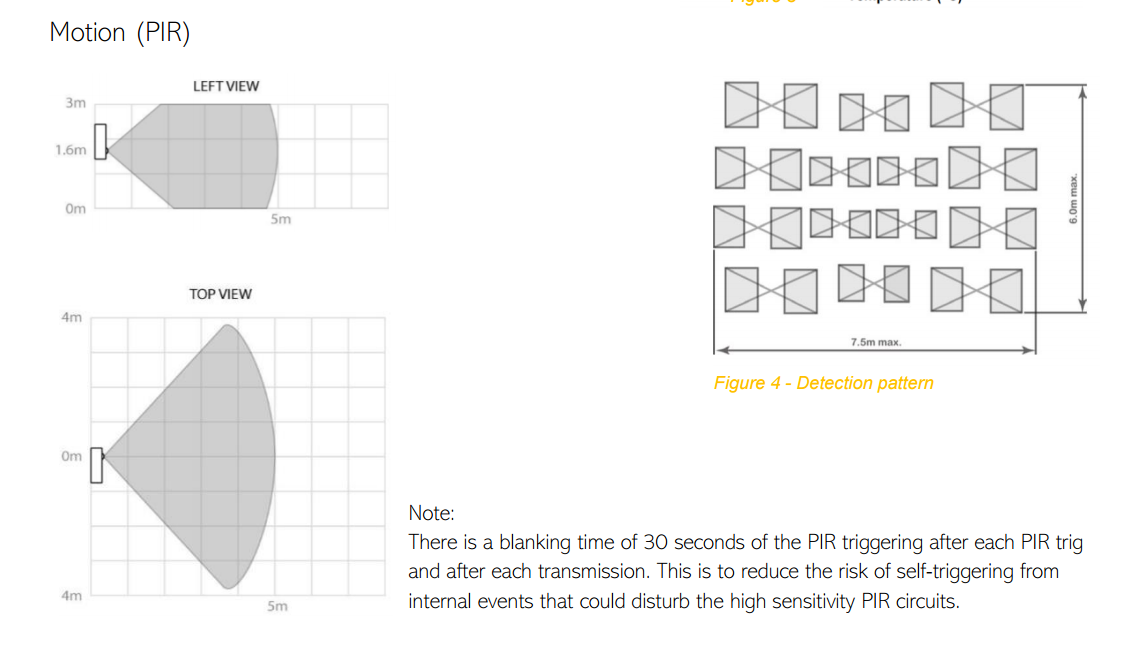 Motion (PIR)
LEFT VIEW
3m
1.6m
0m
5m
TOP VIEW
4m
0m
4m
5m
6.0m max.
7.5m max.
Figure 4 - Detection pattern
Note:
There is a blanking time of 30 seconds of the PIR triggering after each PIR trig
and after each transmission. This is to reduce the risk of self-triggering from
internal events that could disturb the high sensitivity PIR circuits.